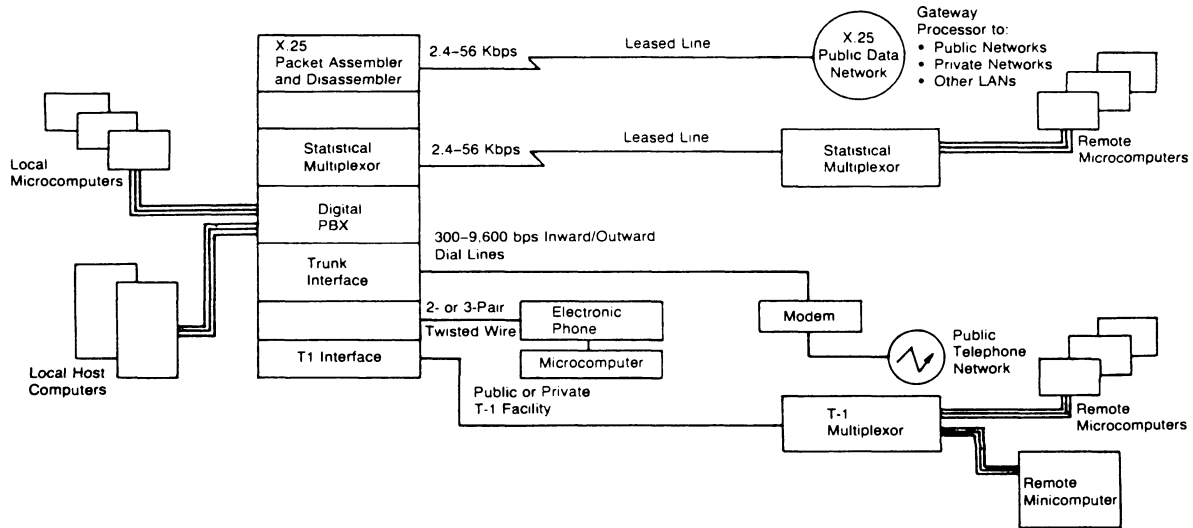 X.25
Packet Assembler
and Disassembler
2.4–56 Kbps
Leased Line
X.25
Public Data
Network
Gateway
Processor to:
• Public Networks
• Private Networks
• Other LANs
Local
Microcomputers
Statistical
Multiplexor
2.4–56 Kbps
Leased Line
Statistical
Multiplexor
Remote
Microcomputers
Digital
PBX
Trunk
Interface
300–9,600 bps Inward/Outward
Dial Lines
2- or 3-Pair
Twisted Wire
Electronic
Phone
Microcomputer
Modem
Public
Telephone
Network
Local Host
Computers
T1 Interface
Public or Private
T-1 Facility
T-1
Multiplexor
Remote
Microcomputers
Remote
Minicomputer